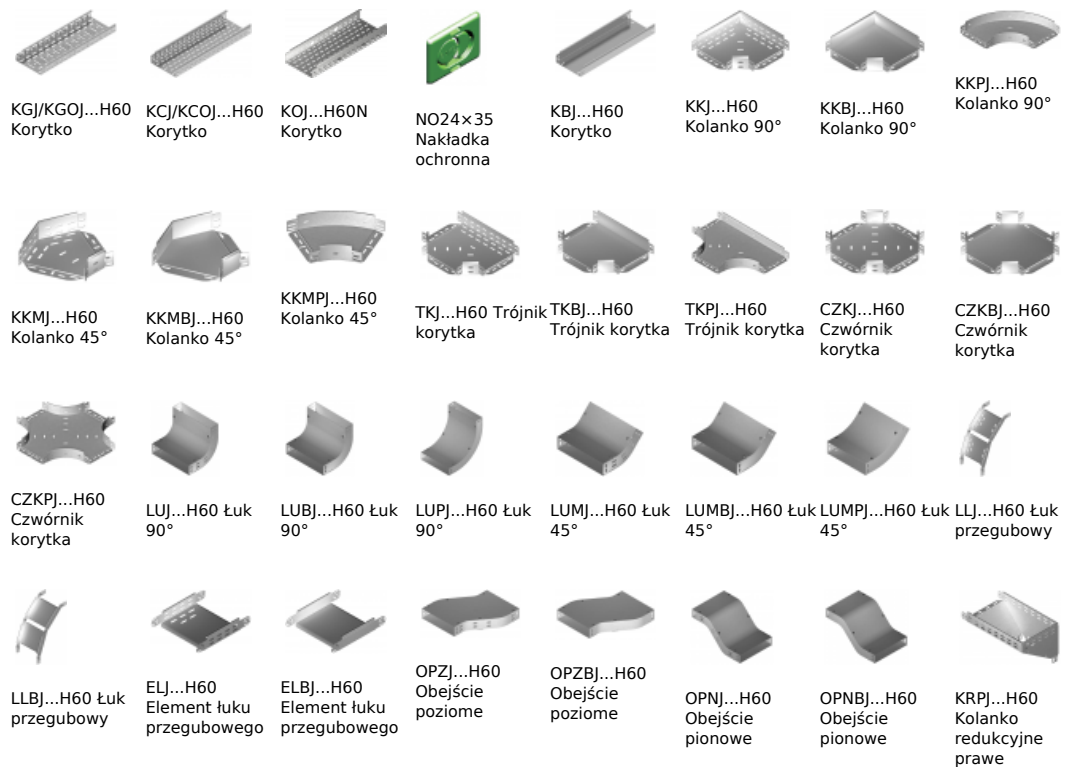 KGJ/KGOJ...H60
Korytko
KCJ/KCOJ...H60
Korytko
KOJ...H60N
Korytko
NO24×35
Nakładka
ochronna
KBJ...H60
Korytko
KKJ...H60
Kolanko 90°
KKBJ...H60
Kolanko 90°
KKPJ...H60
Kolanko 90°
KKMJ...H60
Kolanko 45°
KKMBJ...H60
Kolanko 45°
KKMPJ...H60
Kolanko 45°
TKJ...H60 Trójnik
korytka
TKBJ...H60
Trójnik korytka
TKPJ...H60
Trójnik korytka
CZKJ...H60
Czwórnik
korytka
CZKBJ...H60
Czwórnik
korytka
CZKPJ...H60
Czwórnik
korytka
LUJ...H60 Łuk
90°
LUBJ...H60 Łuk
90°
LUPJ...H60 Łuk
90°
LUMJ...H60 Łuk
45°
LUMBJ...H60 Łuk
45°
LUMPJ...H60 Łuk
45°
LLJ...H60 Łuk
przegubowy
LLBJ...H60 Łuk
przegubowy
ELJ...H60
Element łuku
przegubowego
ELBJ...H60
Element łuku
przegubowego
OPZJ...H60
Obejście
poziome
OPZBJ...H60
Obejście
poziome
OPNJ...H60
Obejście
pionowe
OPNBJ...H60
Obejście
pionowe
KRPJ...H60
Kolanko
redukcyjne
prawe